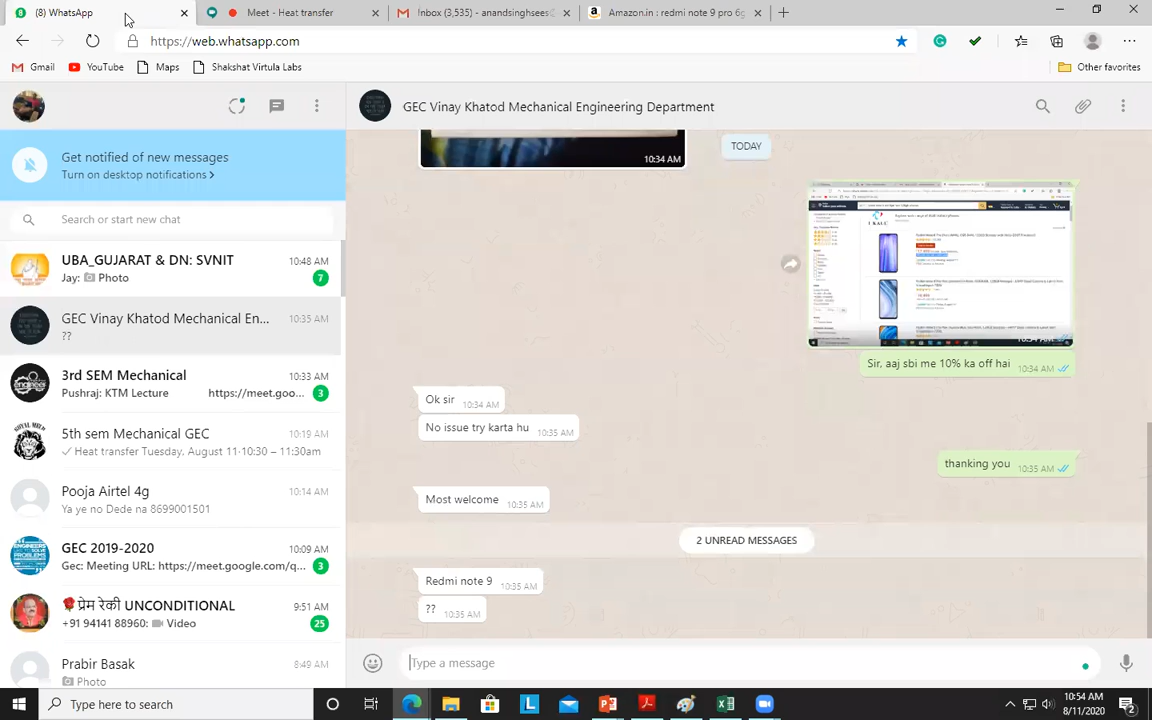 (8) WhatsApp
Meet - Heat transfer
Inbox (3,535) - anandsinghsees
Amazon.in : redmi note 9 pro 6g
https://web.whatsapp.com
Gmail
YouTube
Maps
Shakshat Virtula Labs
Other favorites
GEC Vinay Khatod Mechanical Engineering Department
Get notified of new messages
Turn on desktop notifications >
Search or start new chat
UBA_GUJARAT & DN: SVNIT
10:48 AM
Jay: Photo
7
GEC Vinay Khatod Mechanical En...
10:35 AM
??
3rd SEM Mechanical
10:33 AM
Pushraj: KTM Lecture https://meet.goo...
3
5th sem Mechanical GEC
10:19 AM
Heat transfer Tuesday, August 11·10:30 – 11:30am
Pooja Airtel 4g
10:14 AM
Ya ye no Dede na 8699001501
GEC 2019-2020
10:09 AM
Gec: Meeting URL: https://meet.google.com/q...
3
🌹प्रेम रेकी UNCONDITIONAL
9:51 AM
+91 94141 88960: Video
25
Prabir Basak
8:49 AM
Photo
10:34 AM
TODAY
10:34 AM
Sir, aaj sbi me 10% ka off hai 10:34 AM
Ok sir 10:34 AM
No issue try karta hu 10:35 AM
thanking you 10:35 AM
Most welcome 10:35 AM
2 UNREAD MESSAGES
Redmi note 9 10:35 AM
?? 10:35 AM
Type a message
Type here to search
10:54 AM
8/11/2020
2